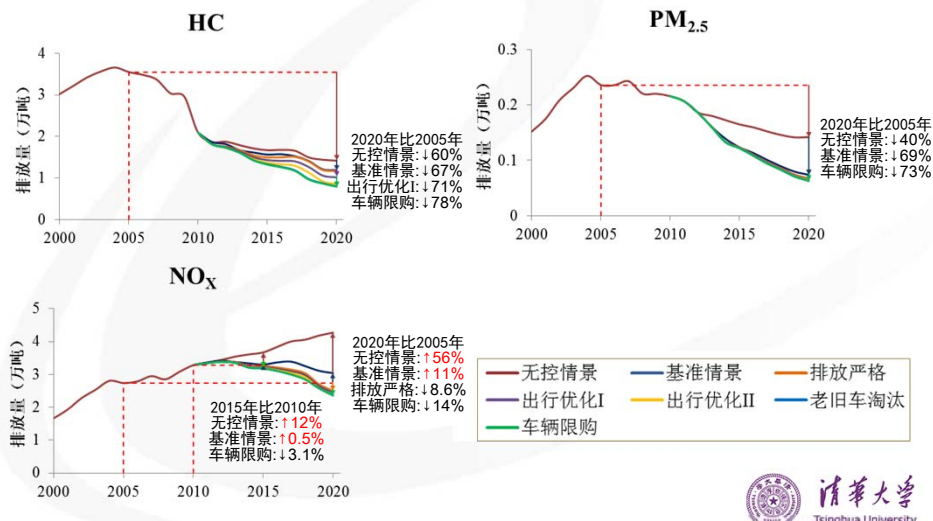 HC
排放量（万吨）
4
3
2
1
0
2000 2005 2010 2015 2020
2020年比2005年
无控情景:↓60%
基准情景:↓67%
出行优化I:↓71%
车辆限购:↓78%
PM2.5
排放量（万吨）
0.3
0.2
0.1
0
2000 2005 2010 2015 2020
2020年比2005年
无控情景:↓40%
基准情景:↓69%
车辆限购:↓73%
NOX
排放量（万吨）
5
4
3
2
1
0
2000 2005 2010 2015 2020
2015年比2010年
无控情景:↑12%
基准情景:↑0.5%
车辆限购:↓3.1%
2020年比2005年
无控情景:↑56%
基准情景:↑11%
排放严格:↓8.6%
车辆限购:↓14%
无控情景 基准情景 排放严格
出行优化I 出行优化II 老旧车淘汰
车辆限购
清華大学
Tsinghua University